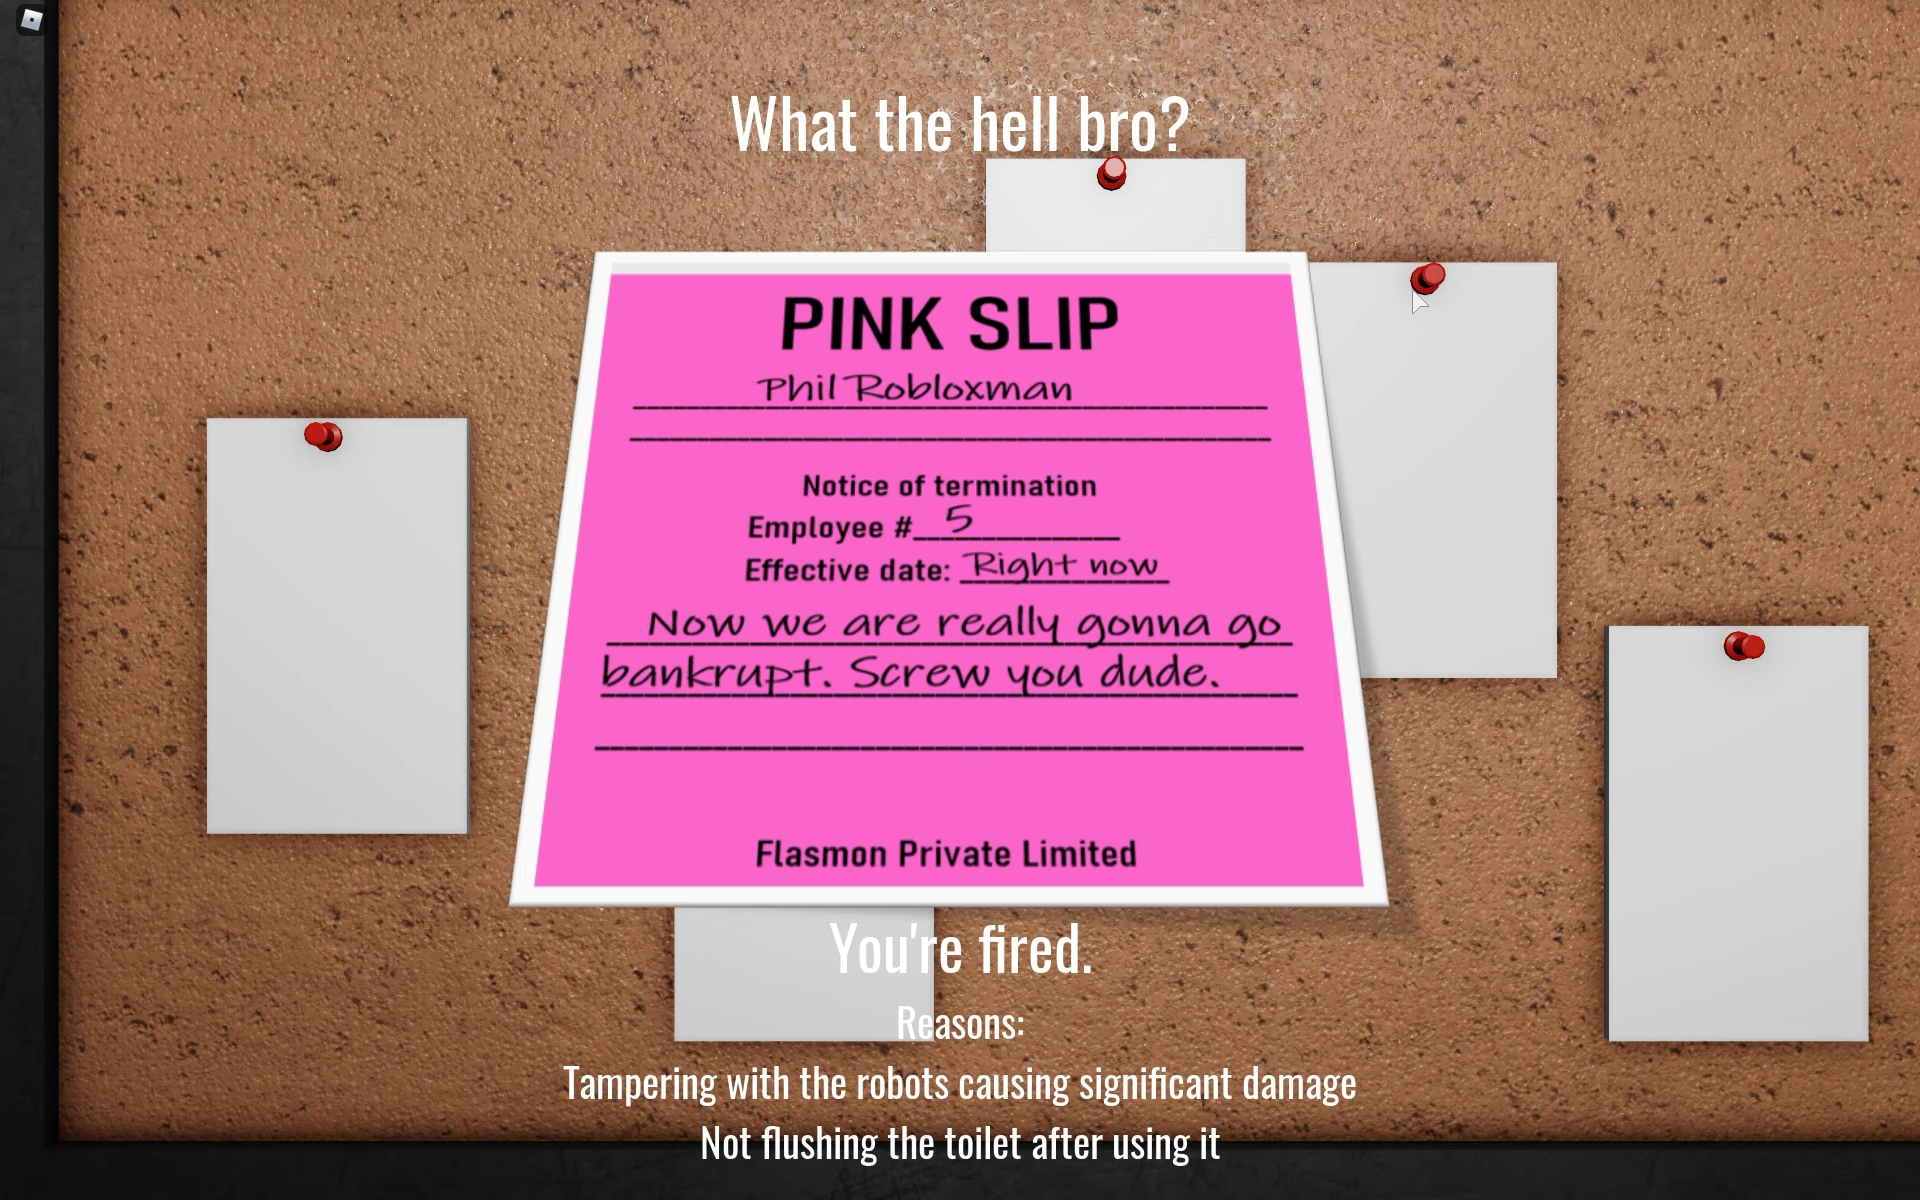 What the hell bro?
PINK SLIP
Phil Robloxman
Notice of termination
Employee # 5
Effective date: Right now
Now we are really gonna go
bankrupt. Screw you dude.
Flasmon Private Limited
You're fired.
Reasons:
Tampering with the robots causing significant damage
Not flushing the toilet after using it